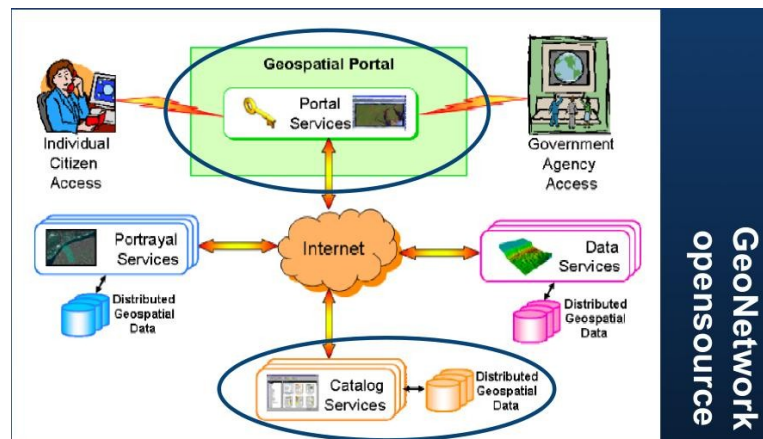 Geospatial Portal
Portal
Services
Individual
Citizen
Access
Government
Agency
Access
Portrayal
Services
Internet
Data
Services
Distributed
Geospatial
Data
Distributed
Geospatial
Data
Catalog
Services
Distributed
Geospatial
Data
GeoNetwork
opensource